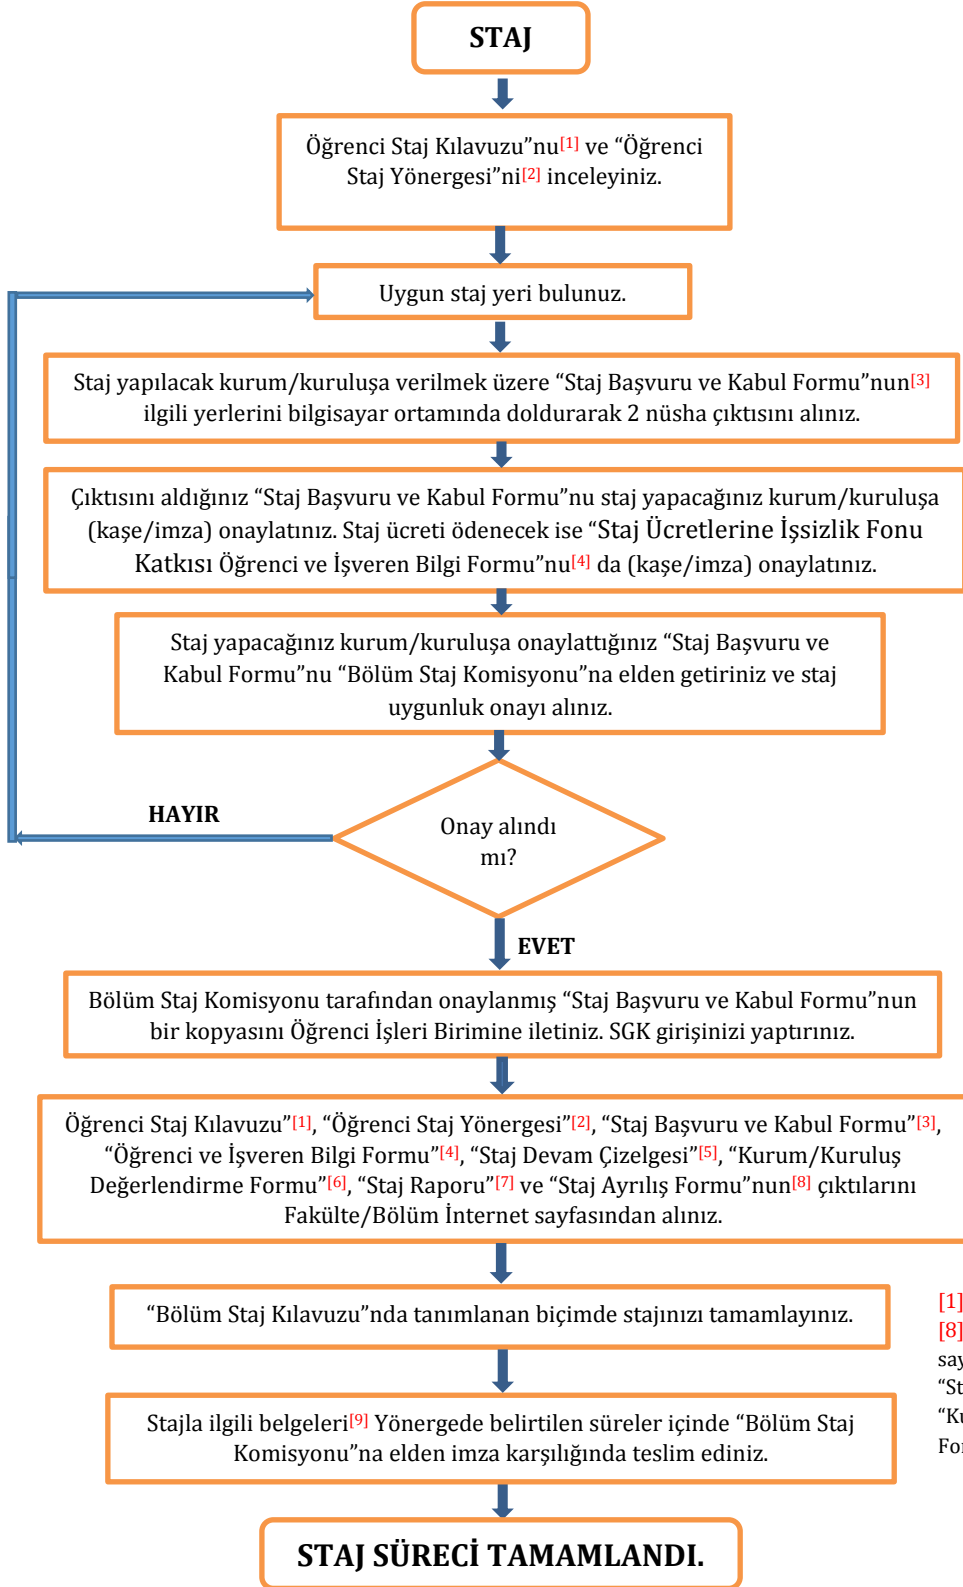 STAJ
Öğrenci Staj Kılavuzu”nu[1] ve “Öğrenci
Staj Yönergesi”ni[2] inceleyiniz.
Uygun staj yeri bulunuz.
Staj yapılacak kurum/kuruluşa verilmek üzere “Staj Başvuru ve Kabul Formu”nun[3]
ilgili yerlerini bilgisayar ortamında doldurarak 2 nüsha çıktısını alınız.
Çıktısını aldığınız “Staj Başvuru ve Kabul Formu”nu staj yapacağınız kurum/kuruluşa
(kaşe/imza) onaylatınız. Staj ücreti ödenecek ise “Staj Ücretlerine İşsizlik Fonu
Katkısı Öğrenci ve İşveren Bilgi Formu”nu[4] da (kaşe/imza) onaylatınız.
Staj yapacağınız kurum/kuruluşa onaylattığınız “Staj Başvuru ve
Kabul Formu”nu “Bölüm Staj Komisyonu”na elden getiriniz ve staj
uygunluk onayı alınız.
HAYIR
Onay alındı
mı?
EVET
Bölüm Staj Komisyonu tarafından onaylanmış “Staj Başvuru ve Kabul Formu”nun
bir kopyasını Öğrenci İşleri Birimine iletiniz. SGK girişinizi yaptırınız.
Öğrenci Staj Kılavuzu”[1], “Öğrenci Staj Yönergesi”[2], “Staj Başvuru ve Kabul Formu”[3],
“Öğrenci ve İşveren Bilgi Formu”[4], “Staj Devam Çizelgesi”[5], “Kurum/Kuruluş
Değerlendirme Formu”[6], “Staj Raporu”[7] ve “Staj Ayrılış Formu”nun[8] çıktılarını
Fakülte/Bölüm İnternet sayfasından alınız.
“Bölüm Staj Kılavuzu”nda tanımlanan biçimde stajınızı tamamlayınız.
[1]
[8]
say
“St
“Ku
For
Stajla ilgili belgeleri[9] Yönergede belirtilen süreler içinde “Bölüm Staj
Komisyonu”na elden imza karşılığında teslim ediniz.
STAJ SÜRECİ TAMAMLANDI.